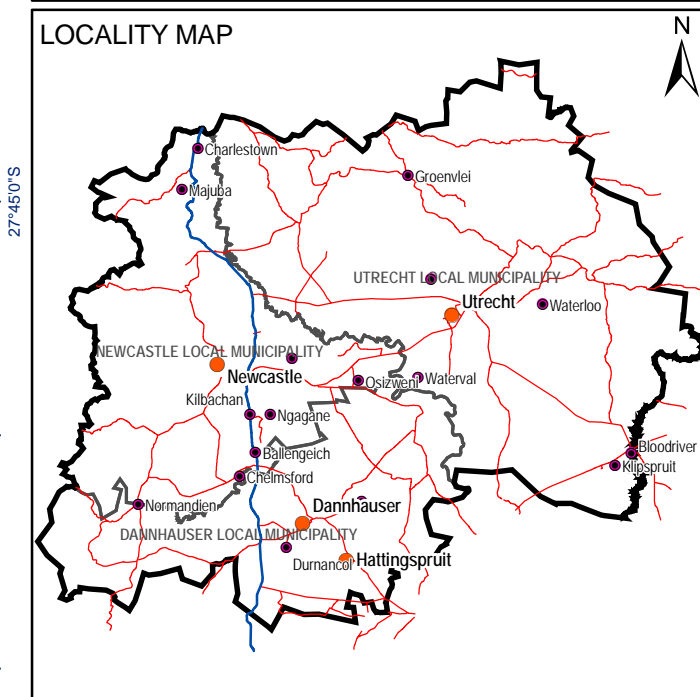 LOCALITY MAP
N
27°45'0"S
Charlestown
Majuba
Groenvlei
UTRECHT LOCAL MUNICIPALITY
Utrecht
Waterloo
NEWCASTLE LOCAL MUNICIPALITY
Newcastle
Osizweni
Waterval
Kilbachan
Ngagane
Ballengeich
Bloodriver
Klipspruit
Chelmsford
Normandien
Dannhauser
DANNHAUSER LOCAL MUNICIPALITY
Durnancol
Hattingspruit